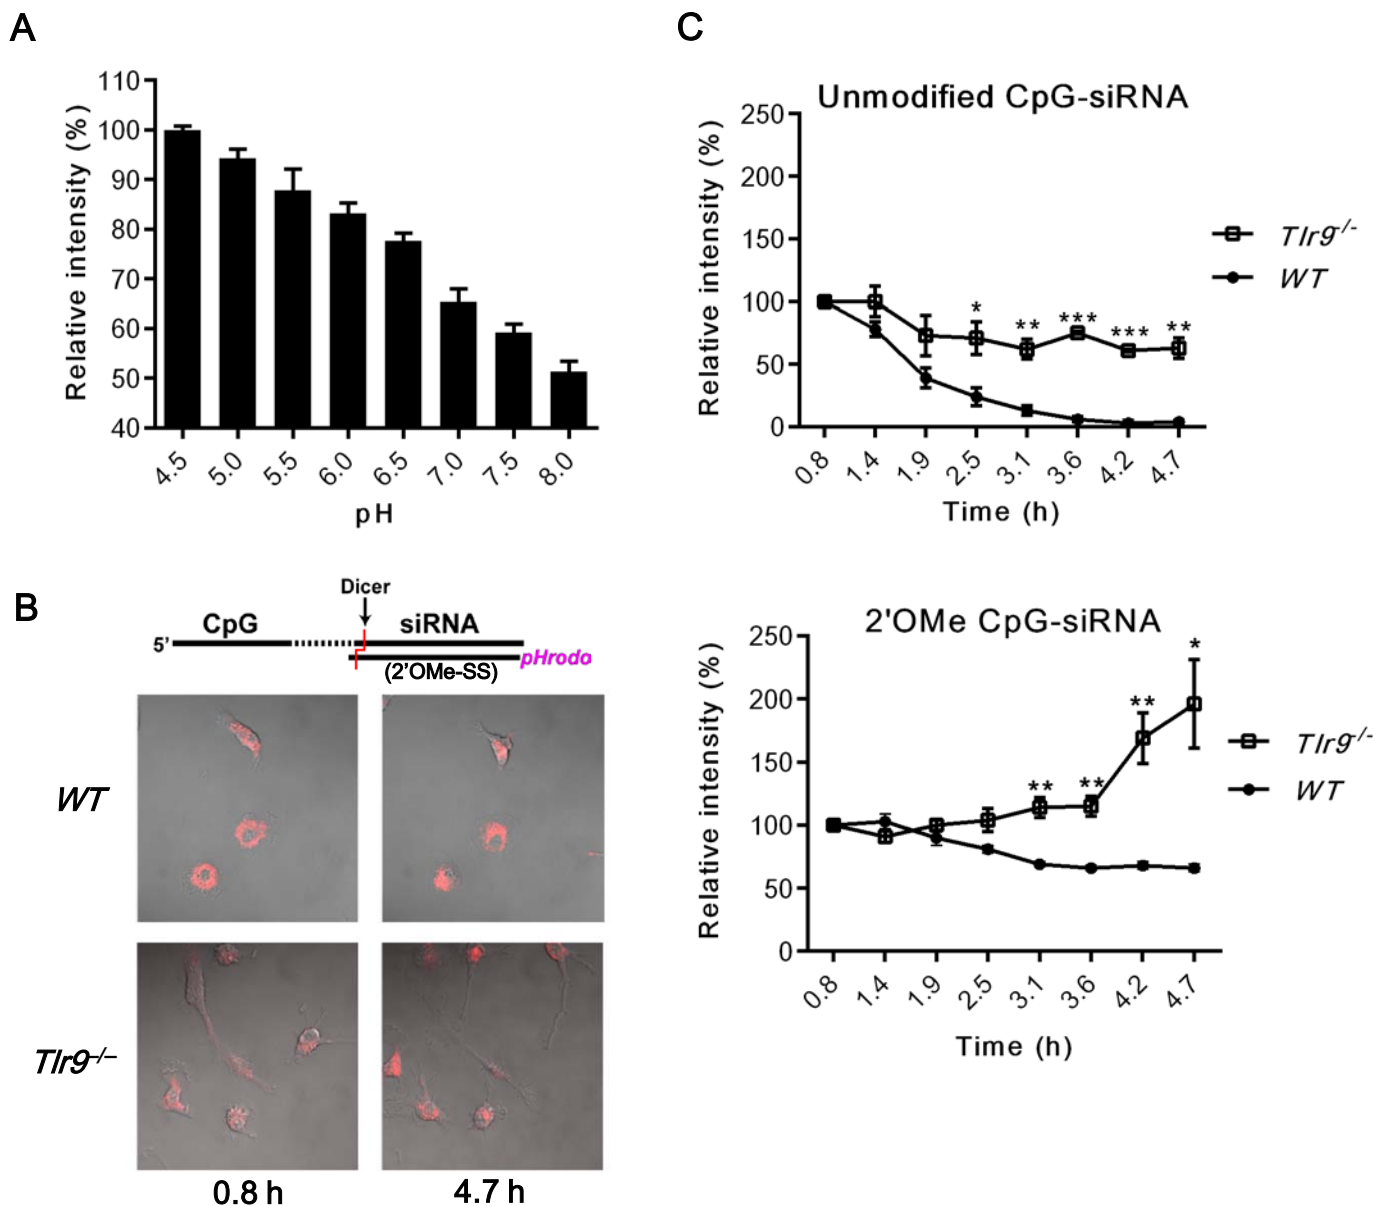 A
110
100
90
80
70
60
50
40
Relative intensity (%)
4.5 5.0 5.5 6.0 6.5 7.0 7.5 8.0
pH
B
Dicer
CpG siRNA
5'
(2'OMe-SS) pHrodo
WT
Tlr9–/–
0.8 h 4.7 h
C
Unmodified CpG-siRNA
250
200
150
100
50
0
Relative intensity (%)
* ** *** *** **
0.8 1.4 1.9 2.5 3.1 3.6 4.2 4.7
Time (h)
Tlr9-/-
WT
2'OMe CpG-siRNA
250
200
150
100
50
0
Relative intensity (%)
** ** ** *
0.8 1.4 1.9 2.5 3.1 3.6 4.2 4.7
Time (h)
Tlr9-/-
WT